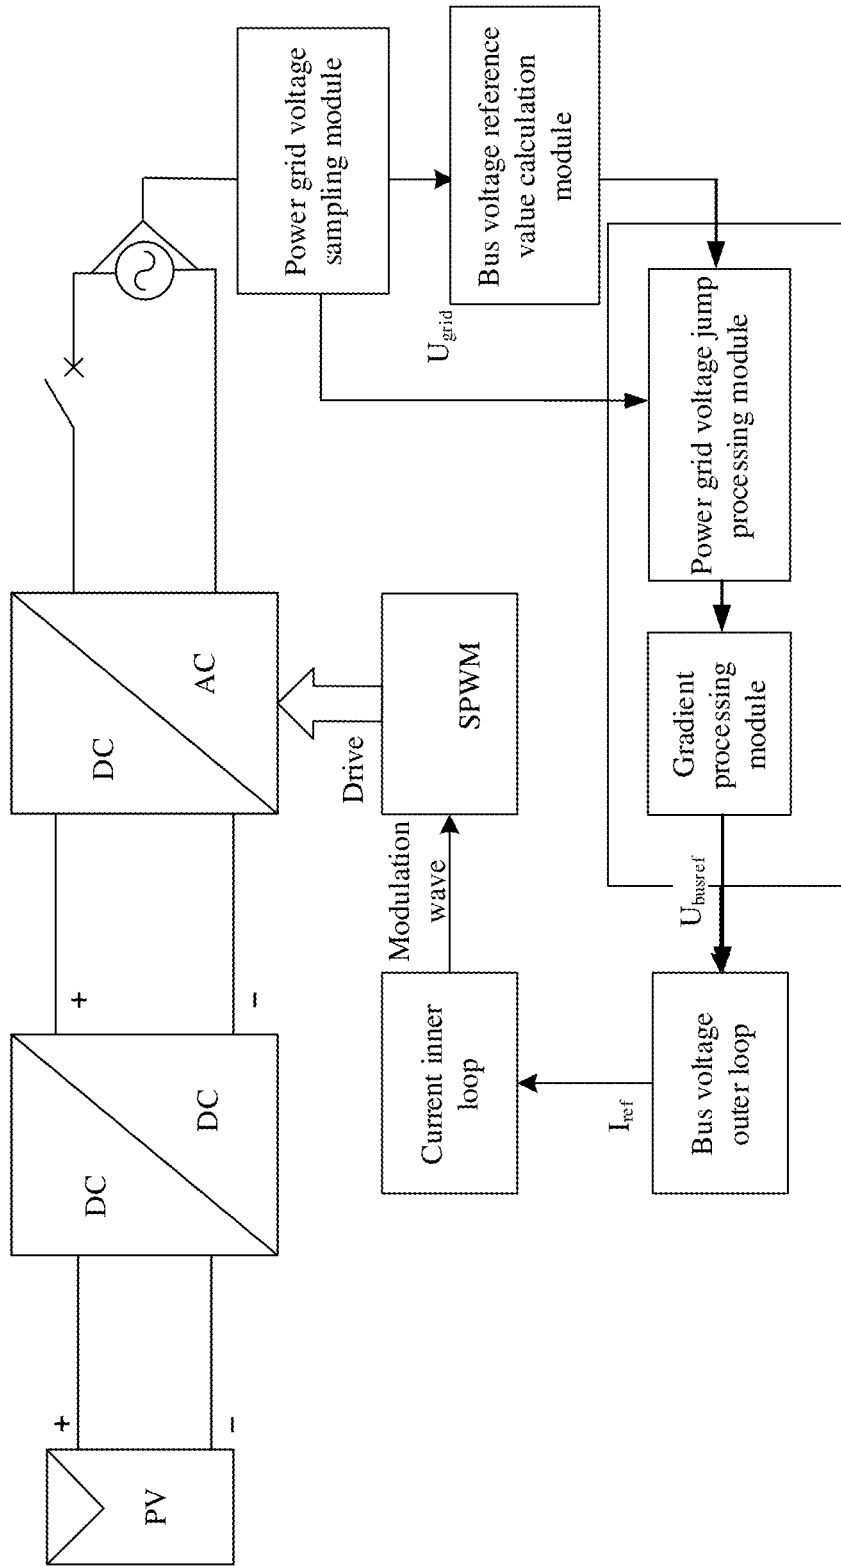 PV
+
−
DC
DC
+
−
DC
AC
Power grid voltage
sampling module
Drive
U_grid
Bus voltage reference
value calculation
module
Current inner
loop
Modulation
wave
SPWM
I_ref
Bus voltage
outer loop
U_busref
Gradient
processing
module
Power grid voltage jump
processing module